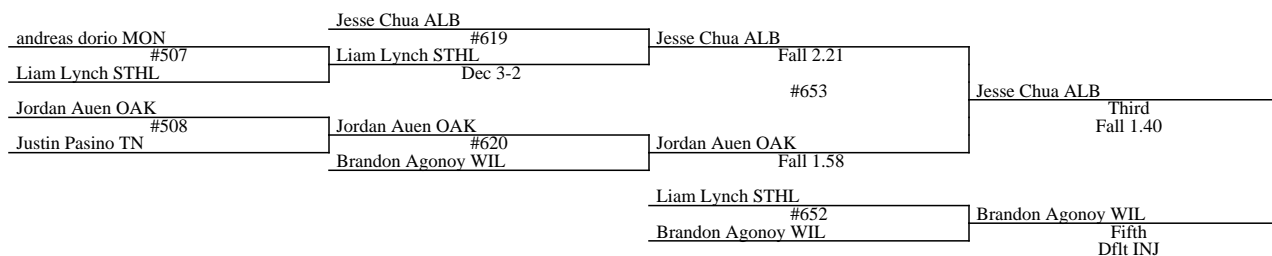 Jesse Chua ALB
andreas dorio MON
#619
Jesse Chua ALB
#507
Liam Lynch STHL
Fall 2.21
Liam Lynch STHL
Dec 3-2
#653
Jesse Chua ALB
Jordan Auen OAK
Third
#508
Jordan Auen OAK
Fall 1.40
Justin Pasino TN
#620
Jordan Auen OAK
Brandon Agonoy WIL
Fall 1.58
Liam Lynch STHL
#652
Brandon Agonoy WIL
Brandon Agonoy WIL
Fifth
Dflt INJ